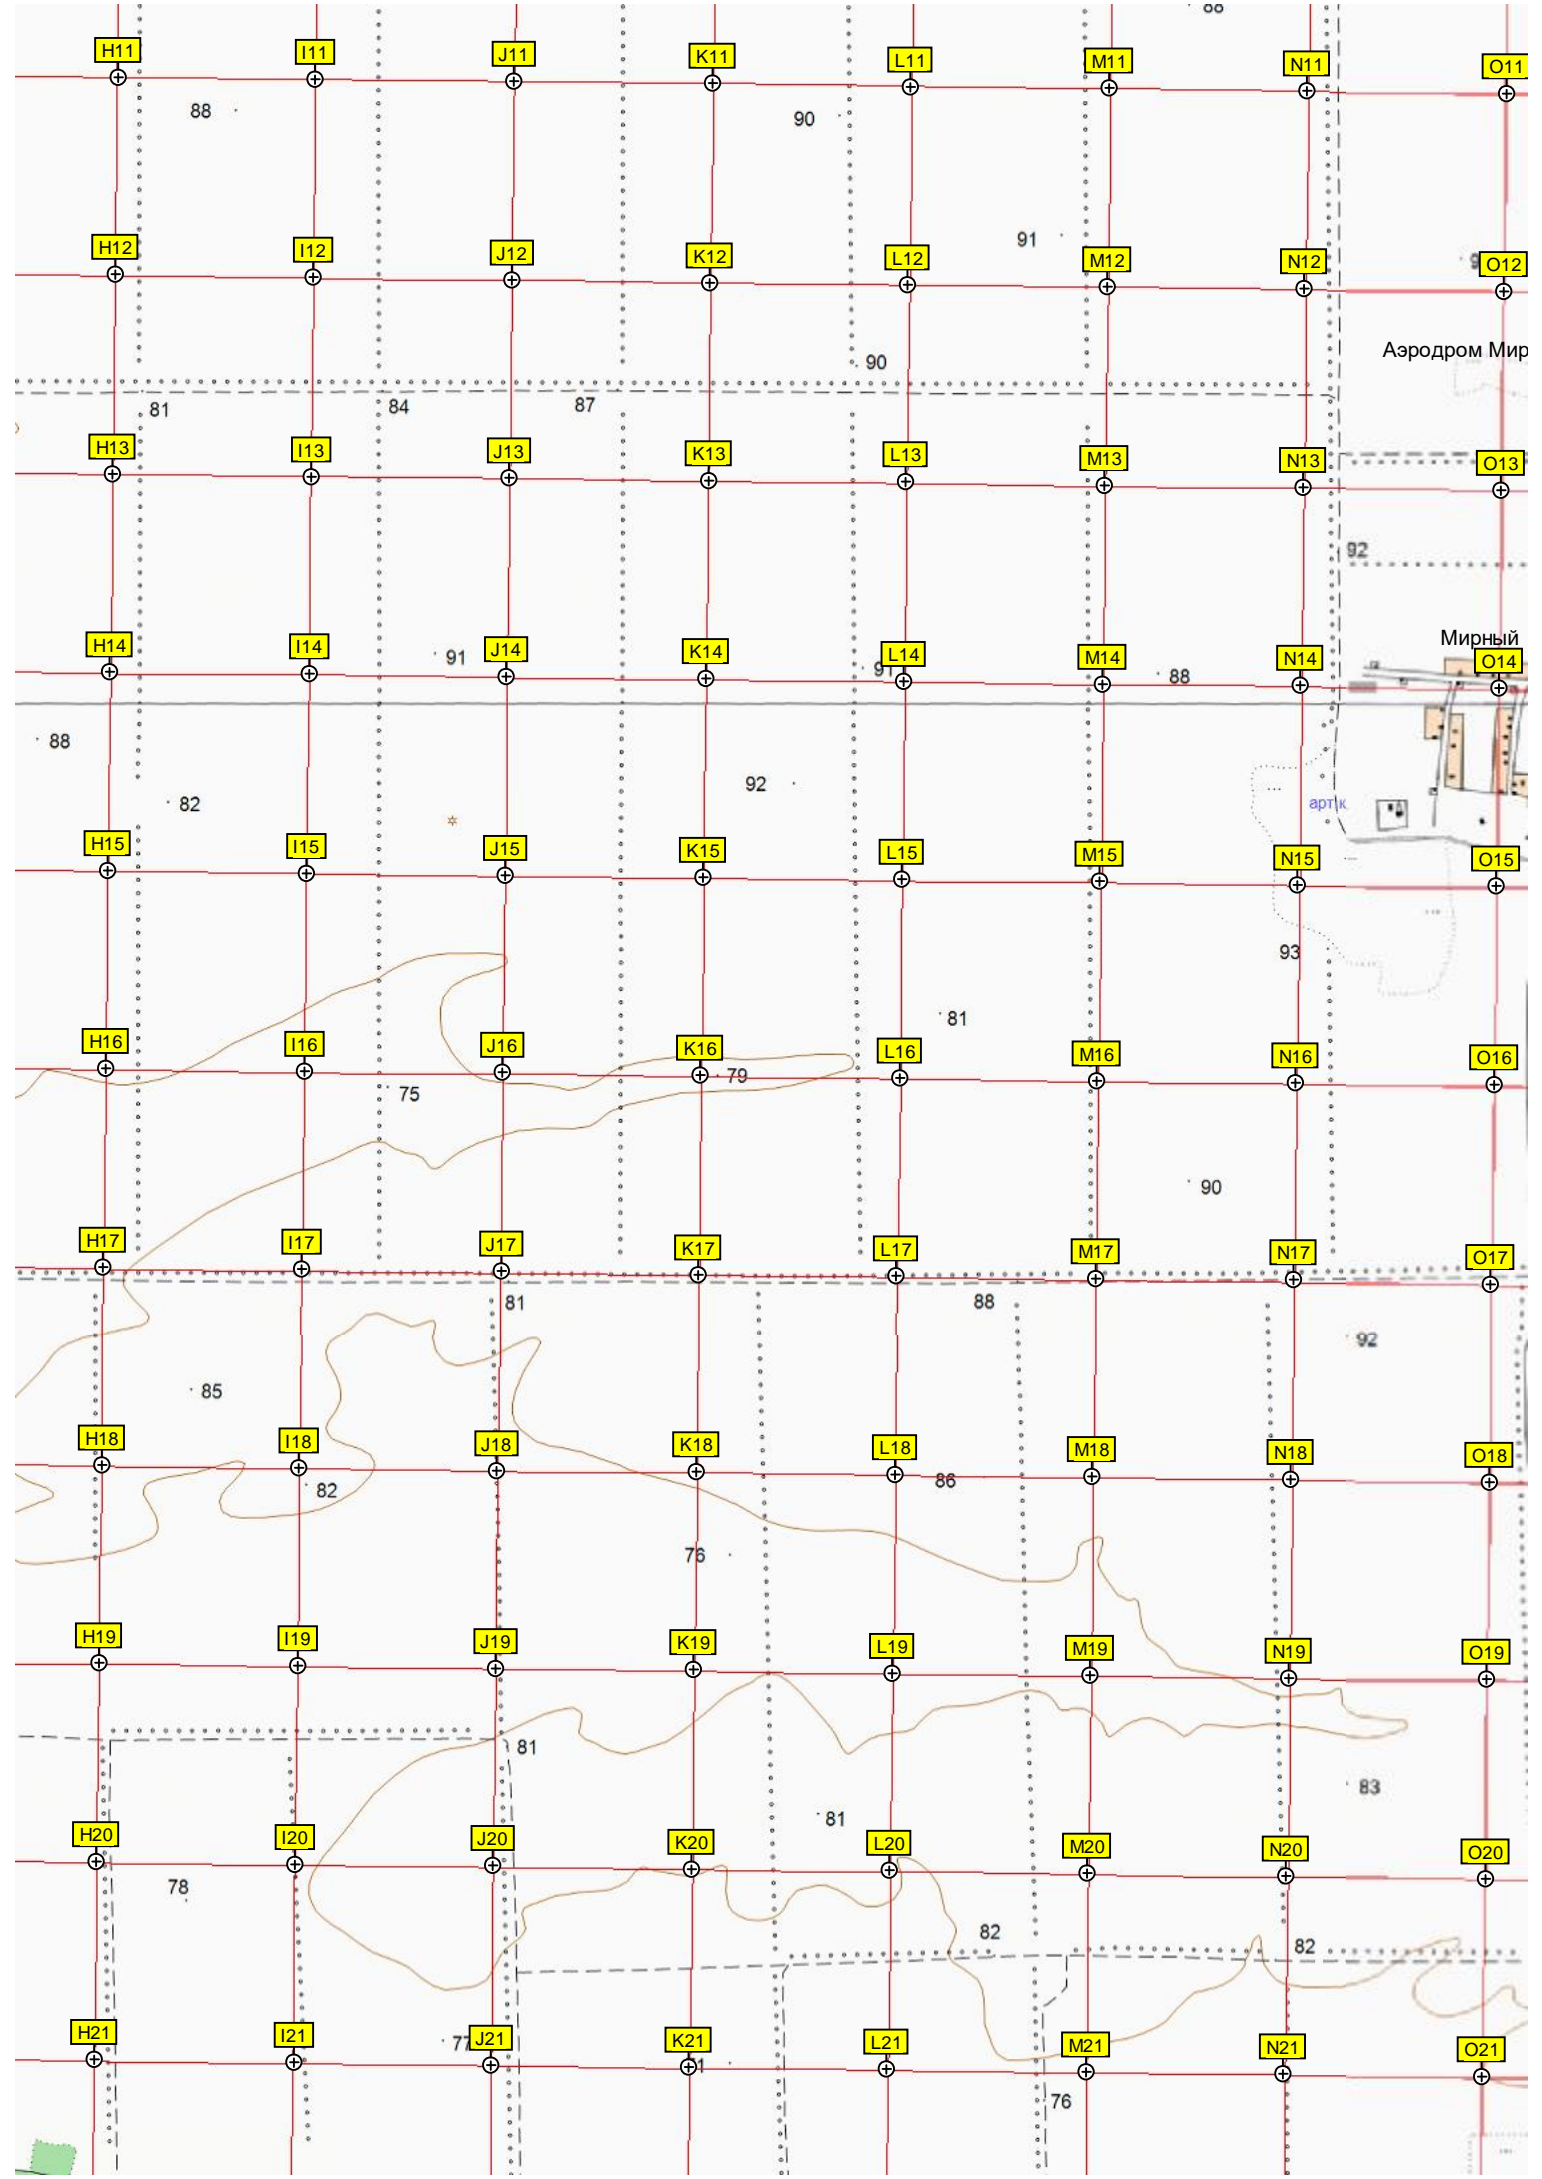 88
H11 I11 J11 K11 L11 M11 N11 O11
88 90
91
H12 I12 J12 K12 L12 M12 N12 O12
Аэродром Мир
90
81 84 87
H13 I13 J13 K13 L13 M13 N13 O13
92
Мирный
H14 I14 J14 K14 L14 M14 N14 O14
91 91 88
88 92
82 арт.к
H15 I15 J15 K15 L15 M15 N15 O15
93
81
H16 I16 J16 K16 L16 M16 N16 O16
75 79
90
H17 I17 J17 K17 L17 M17 N17 O17
81 88
92
85
H18 I18 J18 K18 L18 M18 N18 O18
82 86
76
H19 I19 J19 K19 L19 M19 N19 O19
81
83
81
H20 I20 J20 K20 L20 M20 N20 O20
78
82 82
H21 I21 77 J21 K21 L21 M21 N21 O21
76